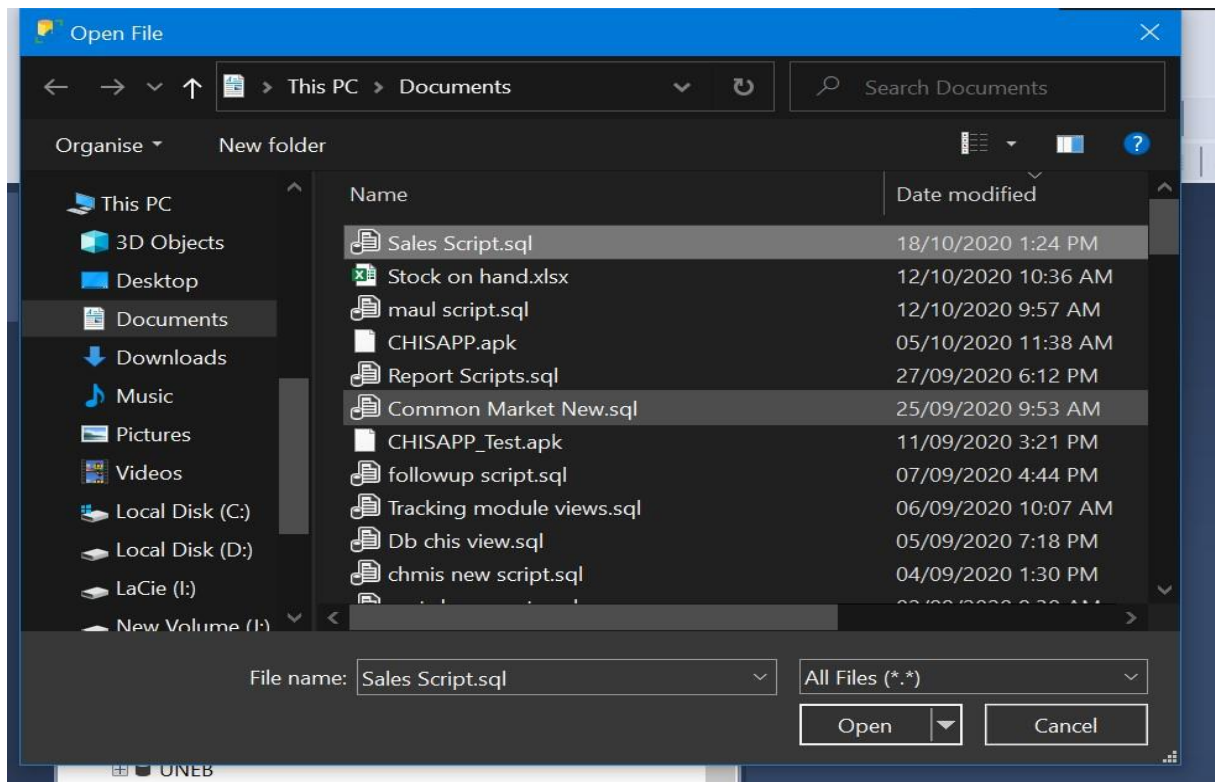 Open File
This PC > Documents
Search Documents
Organise
New folder
Name
Date modified
This PC
3D Objects
Desktop
Documents
Downloads
Music
Pictures
Videos
Local Disk (C:)
Local Disk (D:)
LaCie (I:)
New Volume (J:)
Sales Script.sql 18/10/2020 1:24 PM
Stock on hand.xlsx 12/10/2020 10:36 AM
maul script.sql 12/10/2020 9:57 AM
CHISAPP.apk 05/10/2020 11:38 AM
Report Scripts.sql 27/09/2020 6:12 PM
Common Market New.sql 25/09/2020 9:53 AM
CHISAPP_Test.apk 11/09/2020 3:21 PM
followup script.sql 07/09/2020 4:44 PM
Tracking module views.sql 06/09/2020 10:07 AM
Db chis view.sql 05/09/2020 7:18 PM
chmis new script.sql 04/09/2020 1:30 PM
File name: Sales Script.sql
All Files (*.*)
Open
Cancel
UNEB